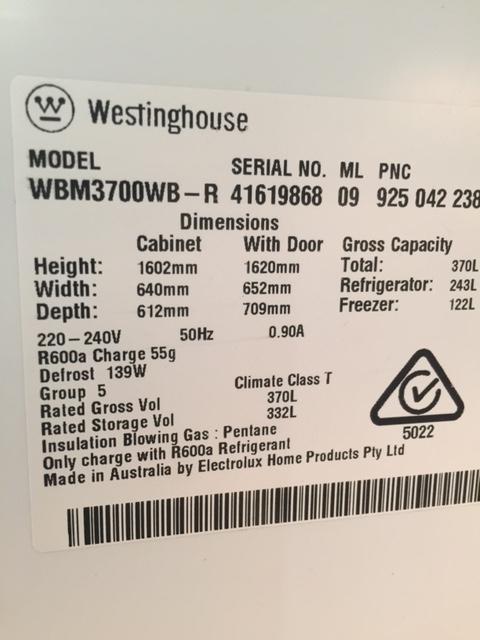 Westinghouse
MODEL SERIAL NO. ML PNC
WBM3700WB-R 41619868 09 925 042 238
Dimensions
Cabinet With Door Gross Capacity
Height: 1602mm 1620mm Total: 370L
Width: 640mm 652mm Refrigerator: 243L
Depth: 612mm 709mm Freezer: 122L
220-240V 50Hz 0.90A
R600a Charge 55g
Defrost 139W
Group 5 Climate Class T
Rated Gross Vol 370L
Rated Storage Vol 332L
Insulation Blowing Gas : Pentane
Only charge with R600a Refrigerant
Made in Australia by Electrolux Home Products Pty Ltd
5022